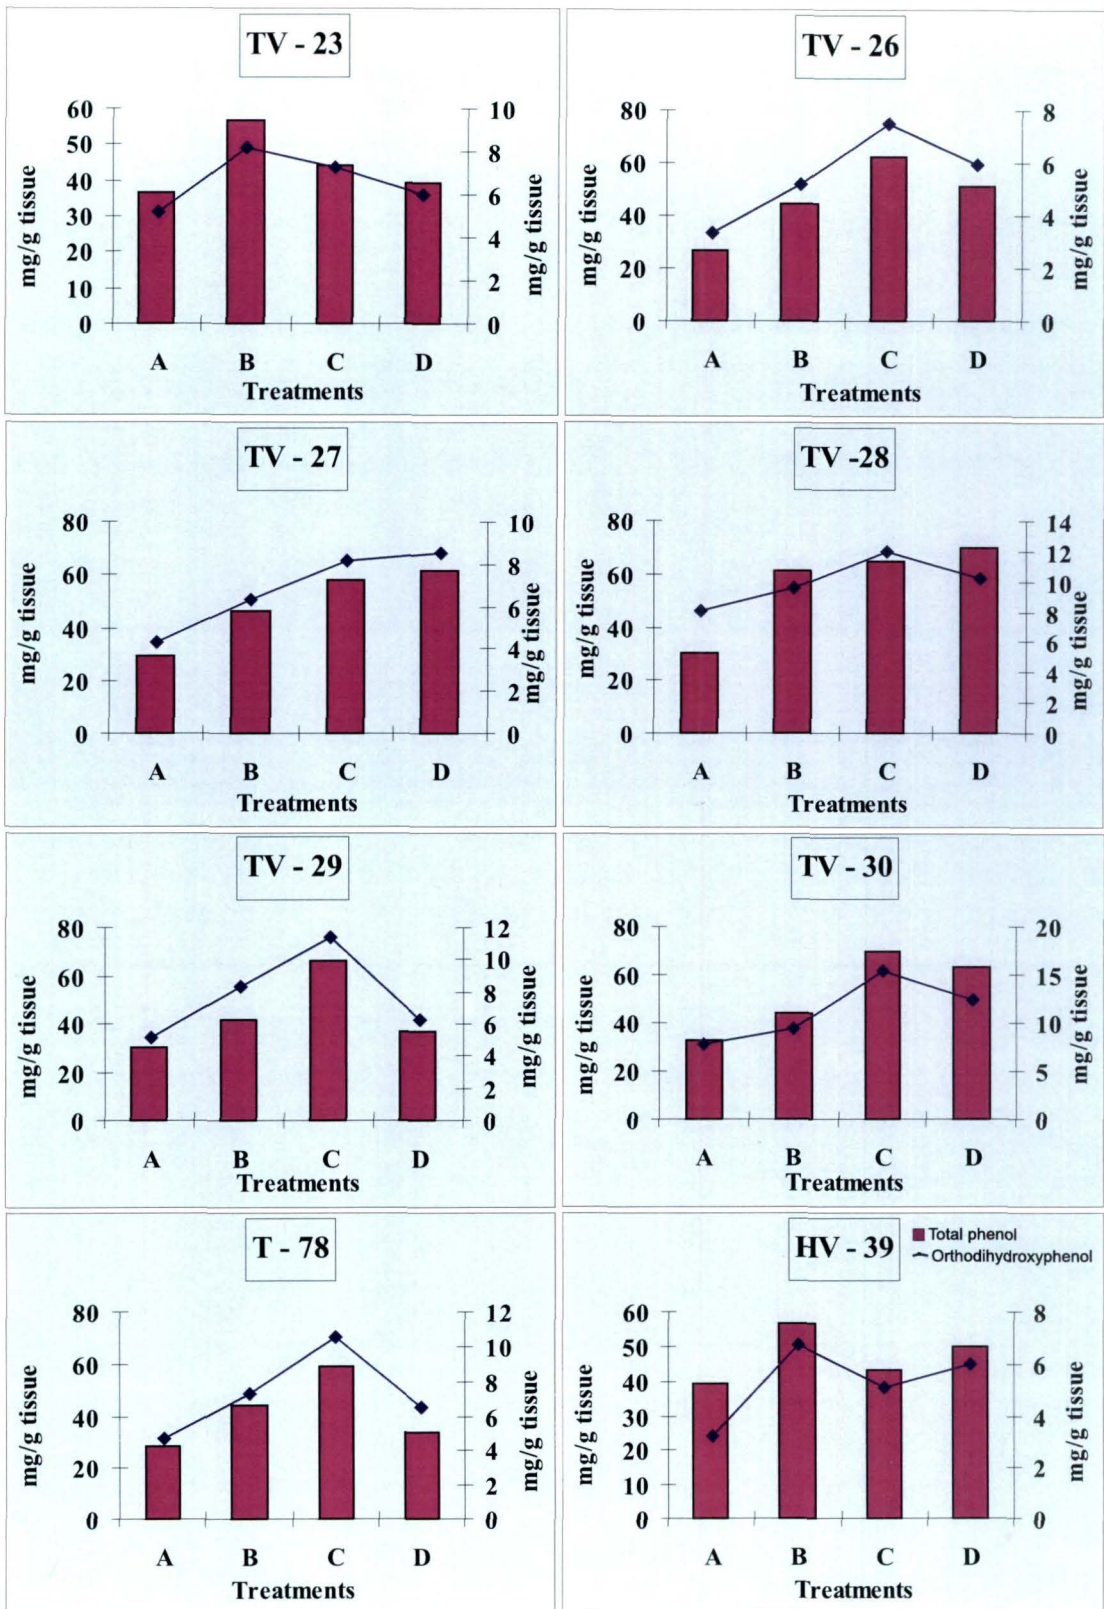 TV - 23
60
50
40
30
20
10
0
mg/g tissue
10
8
6
4
2
0
mg/g tissue
A B C D
Treatments
TV - 26
80
60
40
20
0
mg/g tissue
8
6
4
2
0
mg/g tissue
A B C D
Treatments
TV - 27
80
60
40
20
0
mg/g tissue
10
8
6
4
2
0
mg/g tissue
A B C D
Treatments
TV -28
80
60
40
20
0
mg/g tissue
14
12
10
8
6
4
2
0
mg/g tissue
A B C D
Treatments
TV - 29
80
60
40
20
0
mg/g tissue
12
10
8
6
4
2
0
mg/g tissue
A B C D
Treatments
TV - 30
80
60
40
20
0
mg/g tissue
20
15
10
5
0
mg/g tissue
A B C D
Treatments
T - 78
80
60
40
20
0
mg/g tissue
12
10
8
6
4
2
0
mg/g tissue
A B C D
Treatments
HV - 39
Total phenol
Orthodihydroxyphenol
60
50
40
30
20
10
0
mg/g tissue
8
6
4
2
0
mg/g tissue
A B C D
Treatments